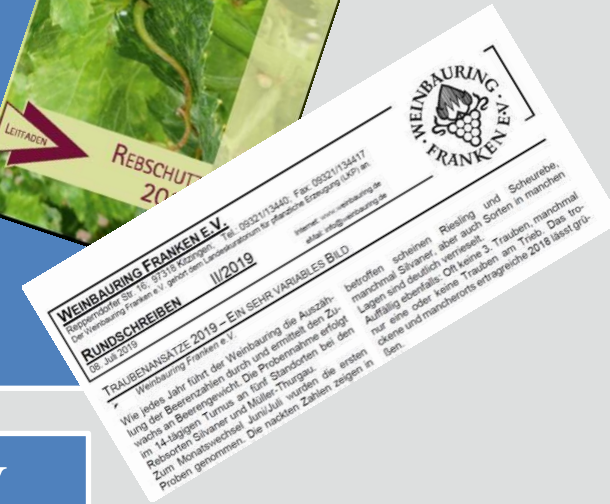 LEITFADEN
REBSCHUTZ
20
WEINBAURING
FRANKEN E.V.
WEINBAURING FRANKEN E.V.
Repperndorfer Str. 16, 97318 Kitzingen; Tel.: 09321/13440; Fax: 09321/134417
Der Weinbauring Franken e.V. gehört dem Landeskuratorium für pflanzliche Erzeugung (LKP) an.
Internet: www.weinbauring.de
eMail: info@weinbauring.de
RUNDSCHREIBEN II/2019
08. Juli 2019
TRAUBENANSÄTZE 2019 – EIN SEHR VARIABLES BILD
Weinbauring Franken e.V.
Wie jedes Jahr führt der Weinbauring die Auszäh-
lung der Beerenzahlen durch und ermittelt den Zu-
wachs an Beerengewicht. Die Probennahme erfolgt
im 14-tägigen Turnus an fünf Standorten bei den
Rebsorten Silvaner und Müller-Thurgau.
Zum Monatswechsel Juni/Juli wurden die ersten
Proben genommen. Die nackten Zahlen zeigen in
betroffen scheinen Riesling und Scheurebe,
manchmal Silvaner, aber auch Sorten in manchen
Lagen sind deutlich verrieselt.
Auffällig ebenfalls: Oft keine 3. Trauben, manchmal
nur eine oder keine Trauben am Trieb. Das tro-
ckene und mancherorts ertragreiche 2018 lässt grü-
ßen.